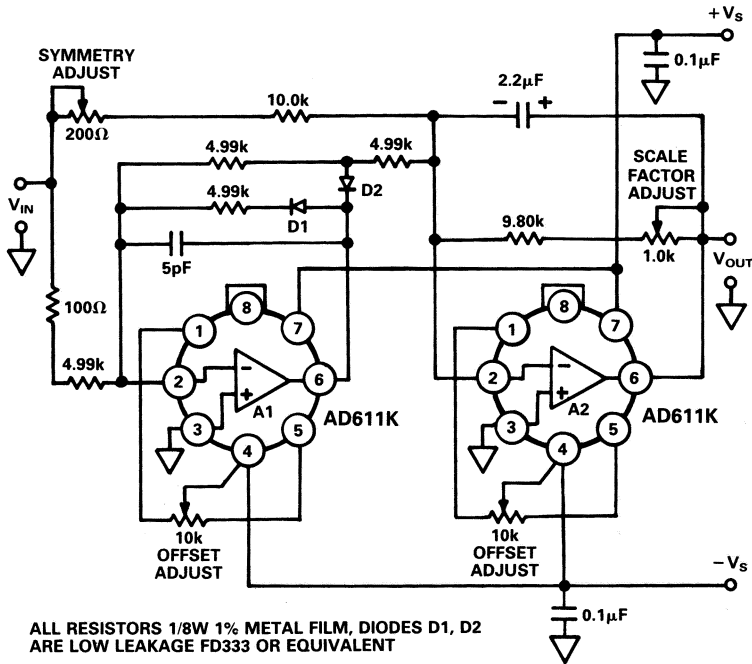 +VS
SYMMETRY
ADJUST
0.1μF
2.2μF
10.0k
− +
200Ω
4.99k
4.99k
SCALE
FACTOR
ADJUST
D2
4.99k
VIN
D1
9.80k
5pF
1.0k
VOUT
100Ω
8
8
1
7
1
7
4.99k
2
−
6
2
−
6
+
A1
+
A2
AD611K
AD611K
3
5
3
5
4
4
10k
OFFSET
ADJUST
10k
OFFSET
ADJUST
−VS
0.1μF
ALL RESISTORS 1/8W 1% METAL FILM, DIODES D1, D2
ARE LOW LEAKAGE FD333 OR EQUIVALENT